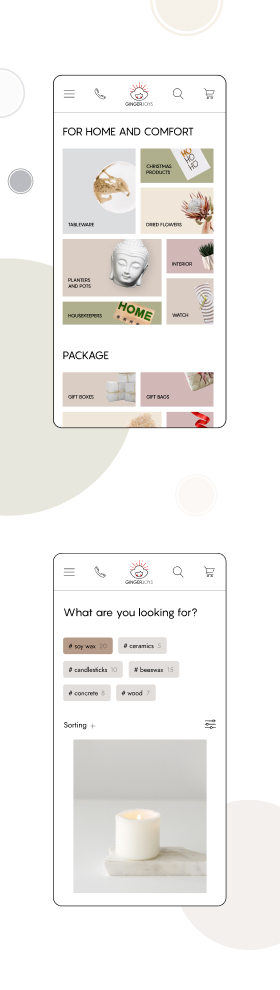 GINGERJOYS
FOR HOME AND COMFORT
CHRISTMAS
PRODUCTS
HO
HO
HO
TABLEWARE
DRIED FLOWERS
PLANTERS
AND POTS
INTERIOR
HOUSEKEEPERS
HOME
WATCH
PACKAGE
GIFT BOXES
GIFT BAGS
GINGERJOYS
What are you looking for?
# soy wax 20
# ceramics 5
# candlesticks 10
# beeswax 15
# concrete 8
# wood 7
Sorting +